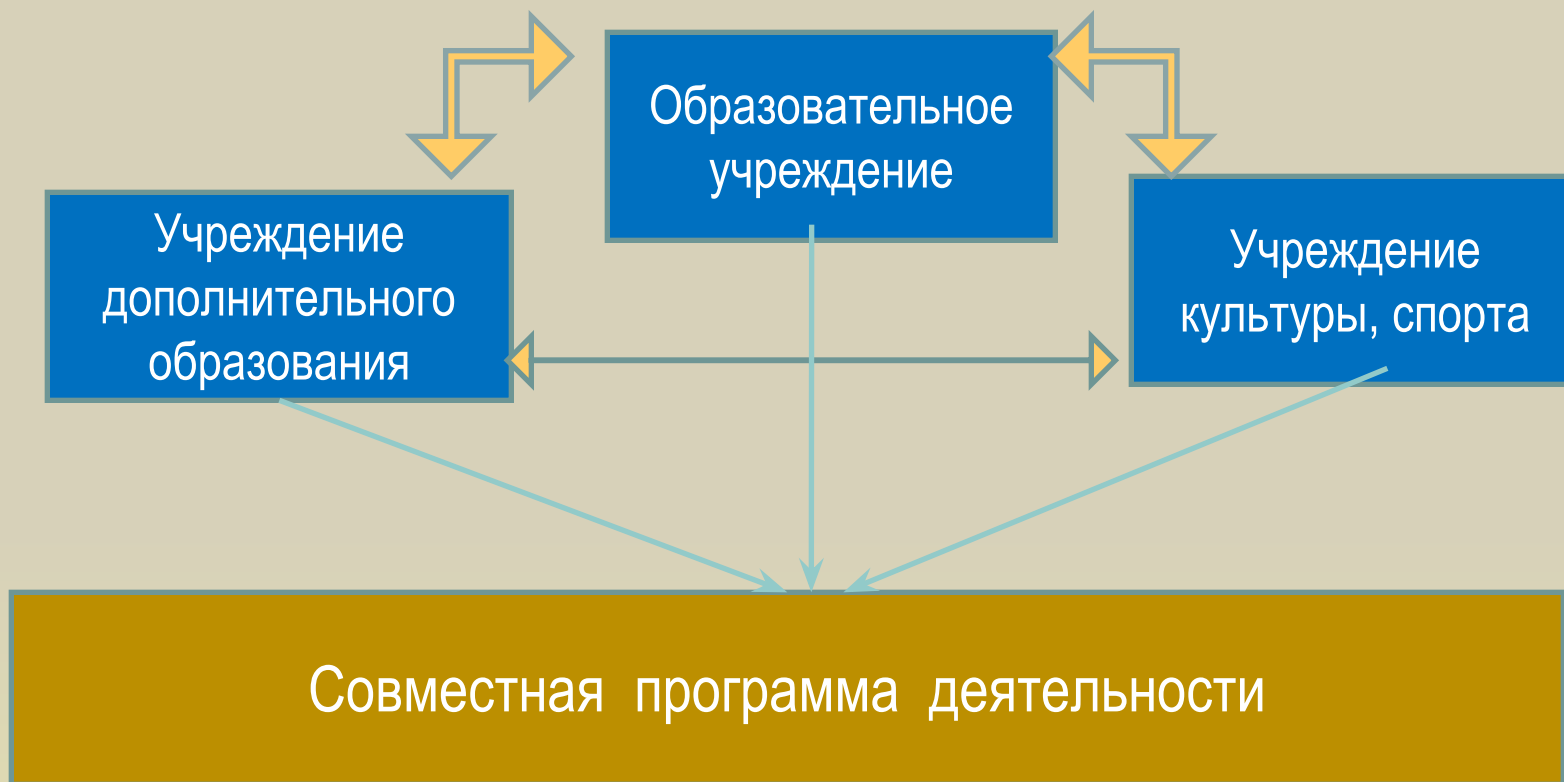 Образовательное
учреждение
Учреждение
дополнительного
образования
Учреждение
культуры, спорта
Совместная программа деятельности